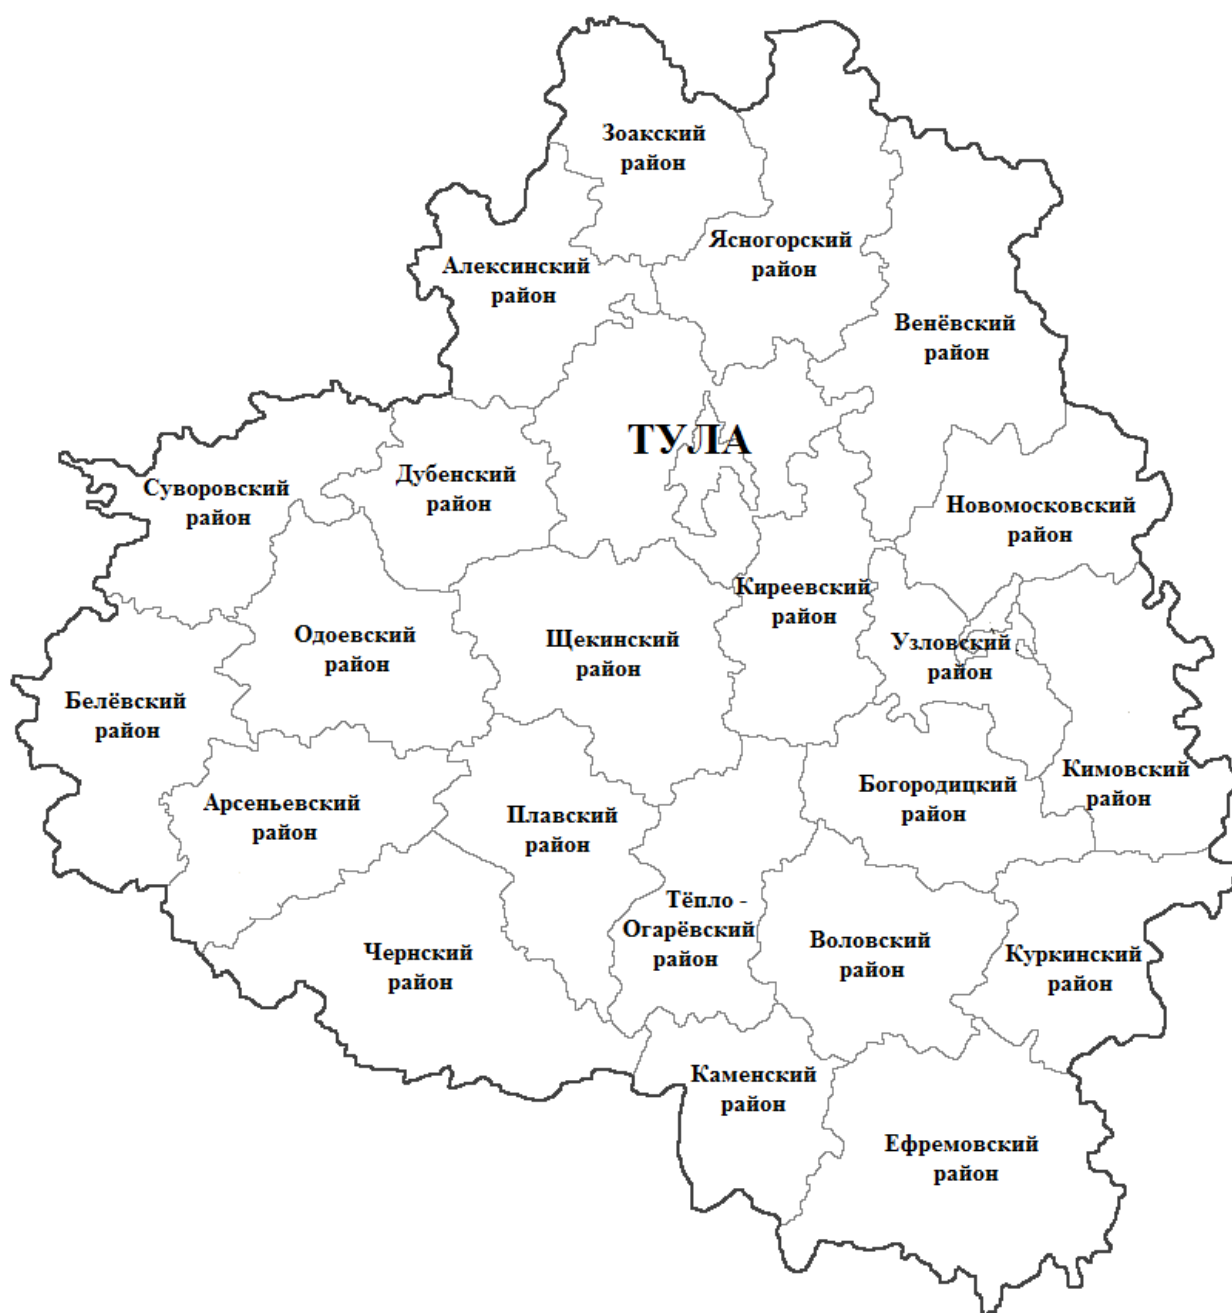 Зоакский
район
Ясногорский
район
Алексинский
район
Венёвский
район
ТУЛА
Дубенский
район
Суворовский
район
Новомосковский
район
Киреевский
район
Одоевский
район
Щекинский
район
Узловский
район
Белёвский
район
Кимовский
район
Богородицкий
район
Арсеньевский
район
Плавский
район
Тёпло -
Огарёвский
район
Воловский
район
Чернский
район
Куркинский
район
Каменский
район
Ефремовский
район